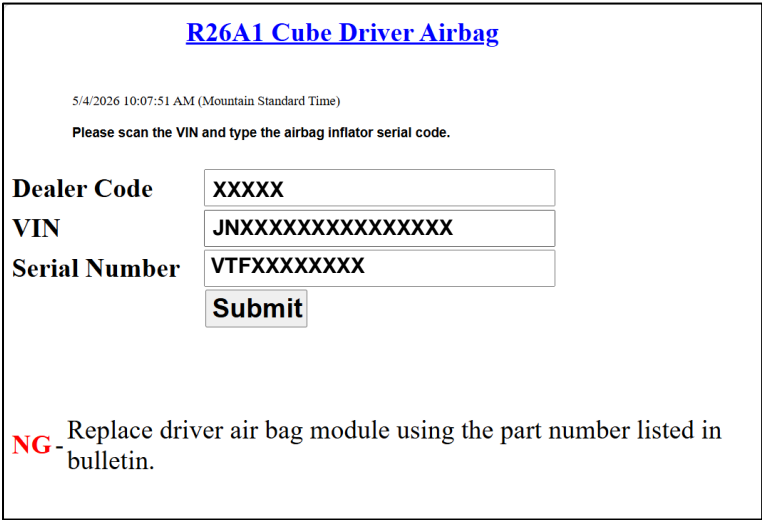 R26A1 Cube Driver Airbag
5/4/2026 10:07:51 AM (Mountain Standard Time)
Please scan the VIN and type the airbag inflator serial code.
Dealer Code XXXXX
VIN JNXXXXXXXXXXXXXXX
Serial Number VTFXXXXXXXX
Submit
NG - Replace driver air bag module using the part number listed in
bulletin.